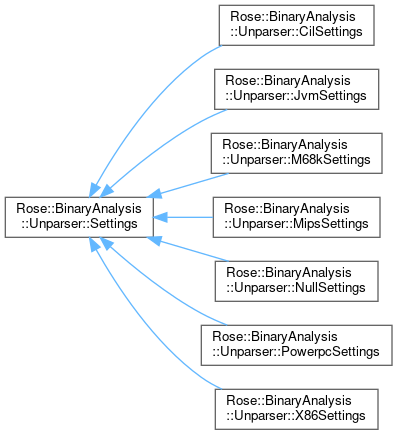 Rose::BinaryAnalysis
::Unparser::CilSettings
Rose::BinaryAnalysis
::Unparser::JvmSettings
Rose::BinaryAnalysis
::Unparser::M68kSettings
Rose::BinaryAnalysis
::Unparser::Settings
Rose::BinaryAnalysis
::Unparser::MipsSettings
Rose::BinaryAnalysis
::Unparser::NullSettings
Rose::BinaryAnalysis
::Unparser::PowerpcSettings
Rose::BinaryAnalysis
::Unparser::X86Settings